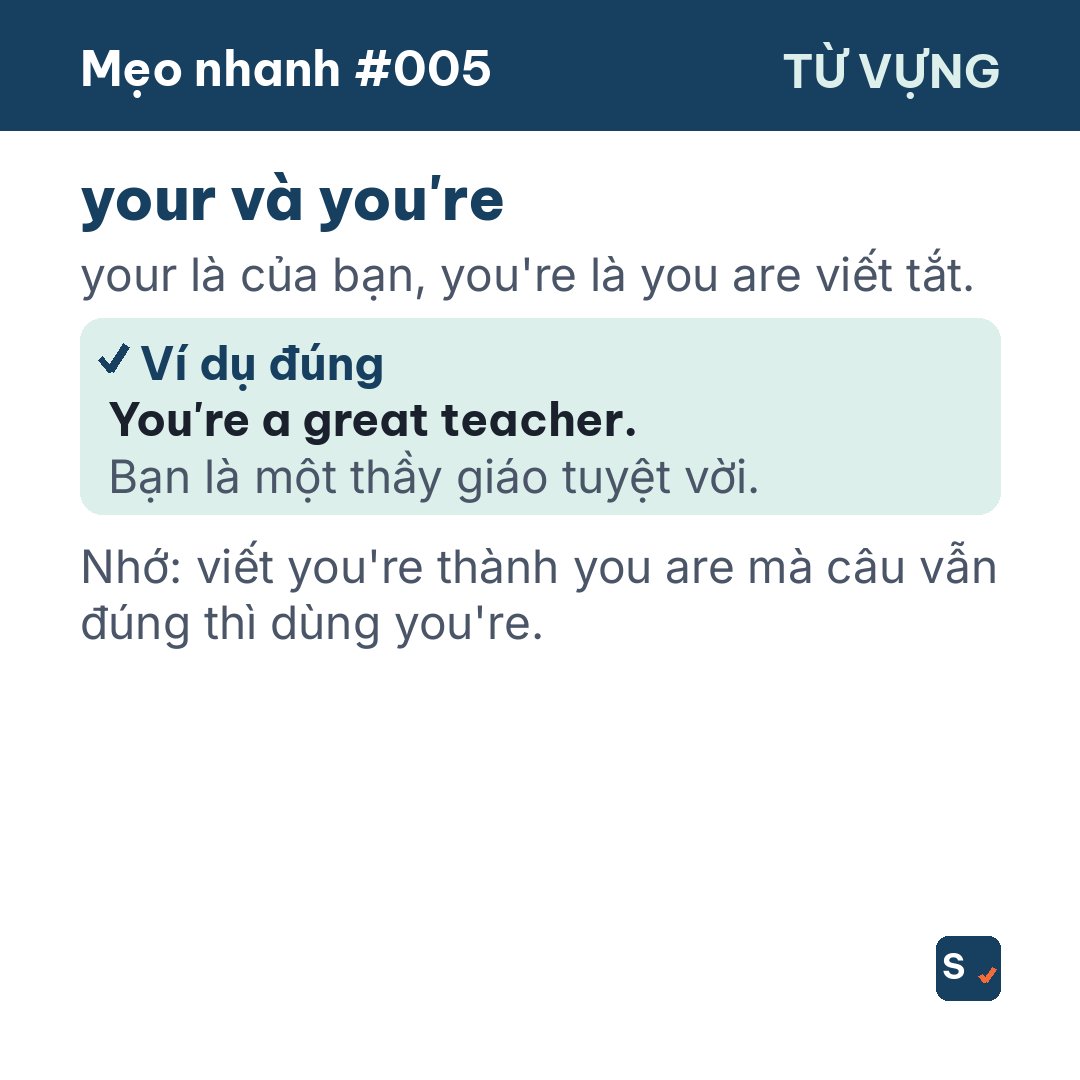 Mẹo nhanh #005
TỪ VỰNG
your và you're
your là của bạn, you're là you are viết tắt.
Ví dụ đúng
You're a great teacher.
Bạn là một thầy giáo tuyệt vời.
Nhớ: viết you're thành you are mà câu vẫn
đúng thì dùng you're.
S